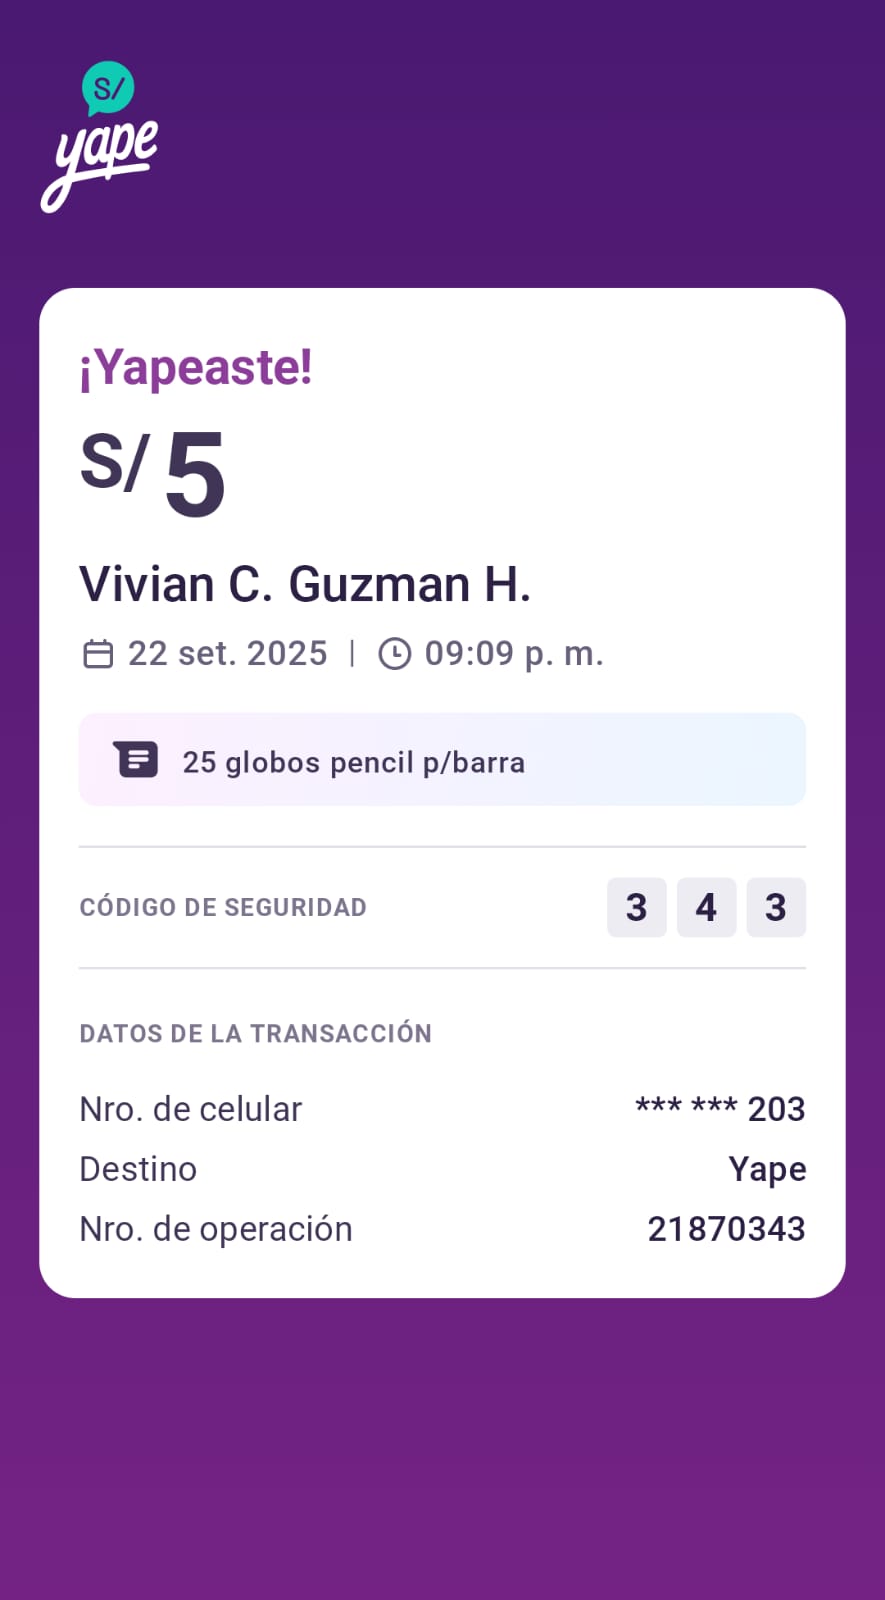 S/
yape
¡Yapeaste!
S/ 5
Vivian C. Guzman H.
22 set. 2025 | 09:09 p. m.
25 globos pencil p/barra
CÓDIGO DE SEGURIDAD 3 4 3
DATOS DE LA TRANSACCIÓN
Nro. de celular *** *** 203
Destino Yape
Nro. de operación 21870343